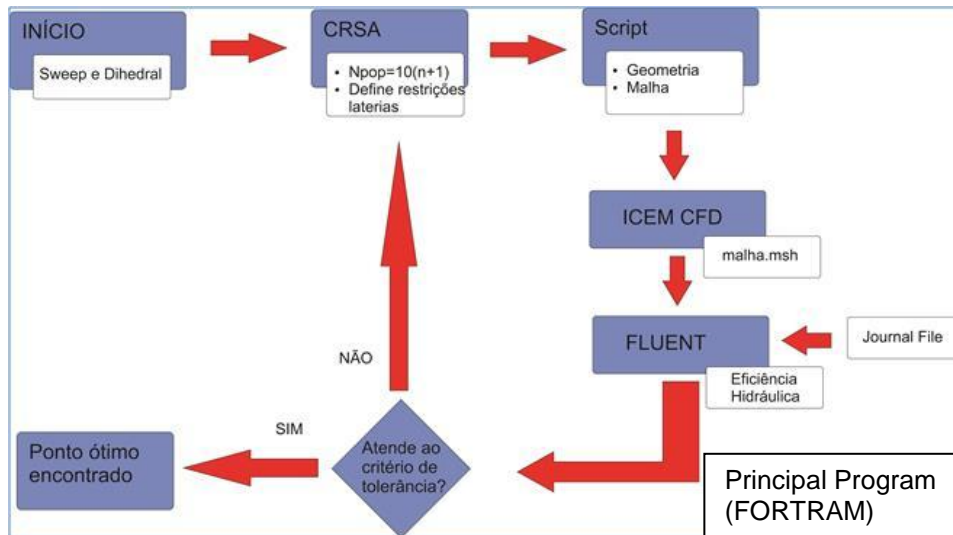 INÍCIO
Sweep e Dihedral
CRSA
• Npop=10(n+1)
• Define restrições
laterias
Script
• Geometria
• Malha
ICEM CFD
malha.msh
FLUENT
Journal File
Eficiência
Hidráulica
NÃO
SIM
Atende ao
critério de
tolerância?
Ponto ótimo
encontrado
Principal Program
(FORTRAM)